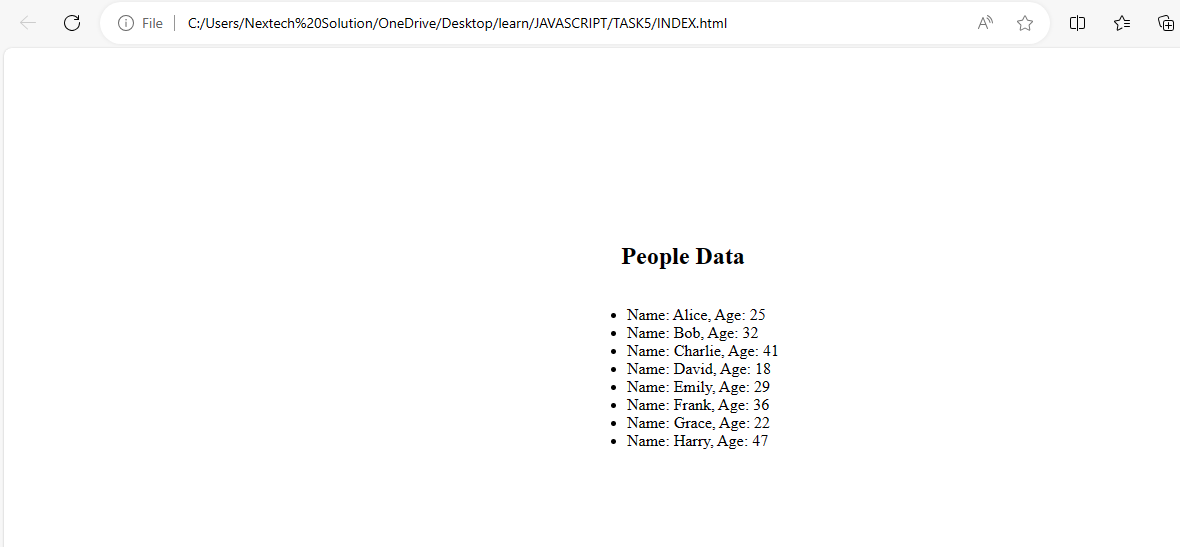 File C:/Users/Nextech%20Solution/OneDrive/Desktop/learn/JAVASCRIPT/TASK5/INDEX.html
People Data
Name: Alice, Age: 25
Name: Bob, Age: 32
Name: Charlie, Age: 41
Name: David, Age: 18
Name: Emily, Age: 29
Name: Frank, Age: 36
Name: Grace, Age: 22
Name: Harry, Age: 47